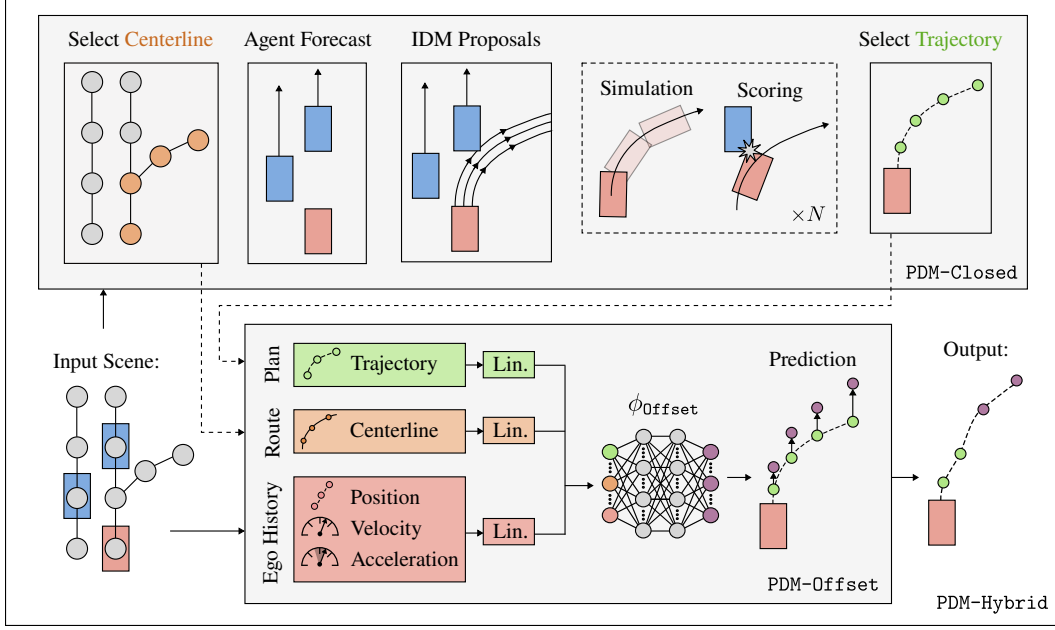 Select Centerline
Agent Forecast
IDM Proposals
Select Trajectory
Simulation
Scoring
×N
PDM-Closed
Input Scene:
Plan
Trajectory
Lin.
Route
Centerline
Lin.
Ego History
Position
Velocity
Acceleration
Lin.
ϕOffset
Prediction
Output:
PDM-Offset
PDM-Hybrid